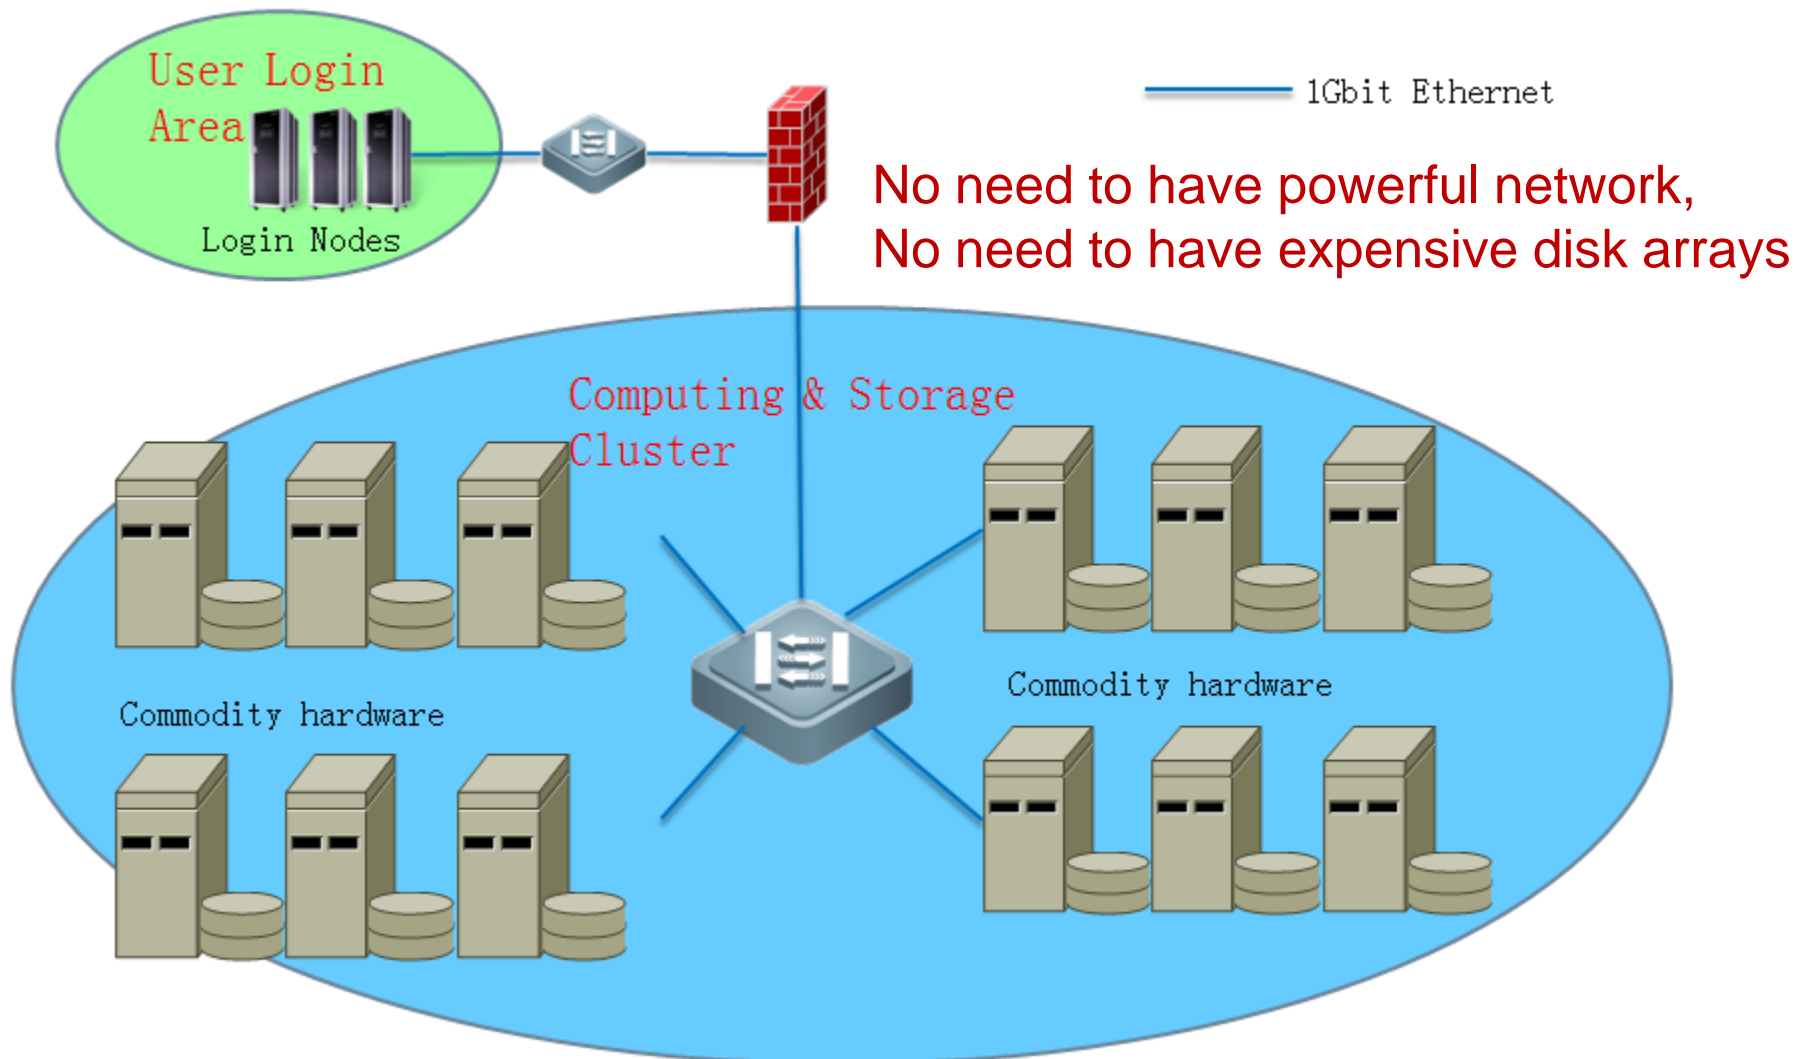 User Login
Area
Login Nodes
1Gbit Ethernet
No need to have powerful network,
No need to have expensive disk arrays
Computing & Storage
Cluster
Commodity hardware
Commodity hardware